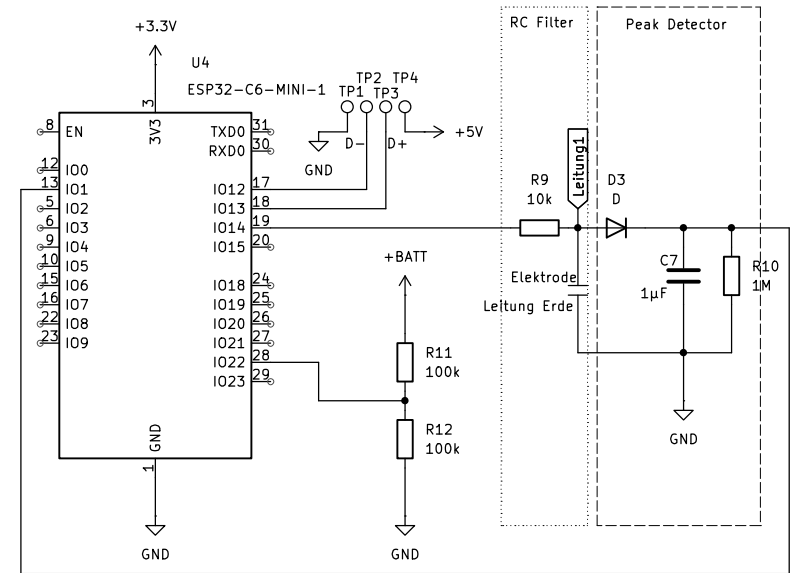 RC Filter
Peak Detector
+3.3V
U4
ESP32-C6-MINI-1
TP1
TP2
TP3
TP4
+5V
GND
D-
D+
3
3V3
8 EN
TXD0 31
RXD0 30
12 IO0
13 IO1
5 IO2
6 IO3
9 IO4
10 IO5
15 IO6
16 IO7
22 IO8
23 IO9
IO12 17
IO13 18
IO14 19
IO15 20
IO18 24
IO19 25
IO20 26
IO21 27
IO22 28
IO23 29
GND
1
GND
+BATT
R11
100k
R12
100k
GND
R9
10k
Leitung1
D3
D
Elektrode
Leitung Erde
C7
1µF
R10
1M
GND